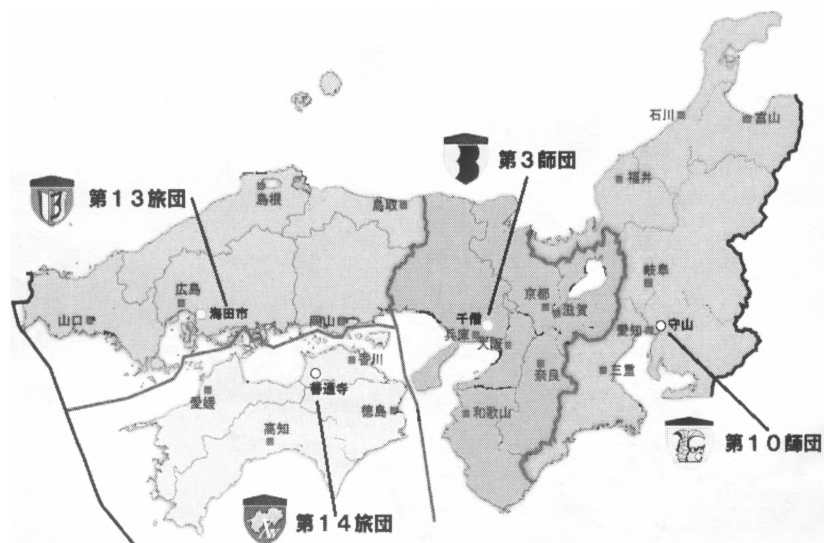 石川
富山
第3師団
福井
第13旅団
島根
鳥取
岐阜
広島
海田市
京都
滋賀
山口
岡山
千僧
兵庫
大阪
愛知
守山
香川
奈良
三重
善通寺
愛媛
徳島
和歌山
高知
第10師団
第14旅団